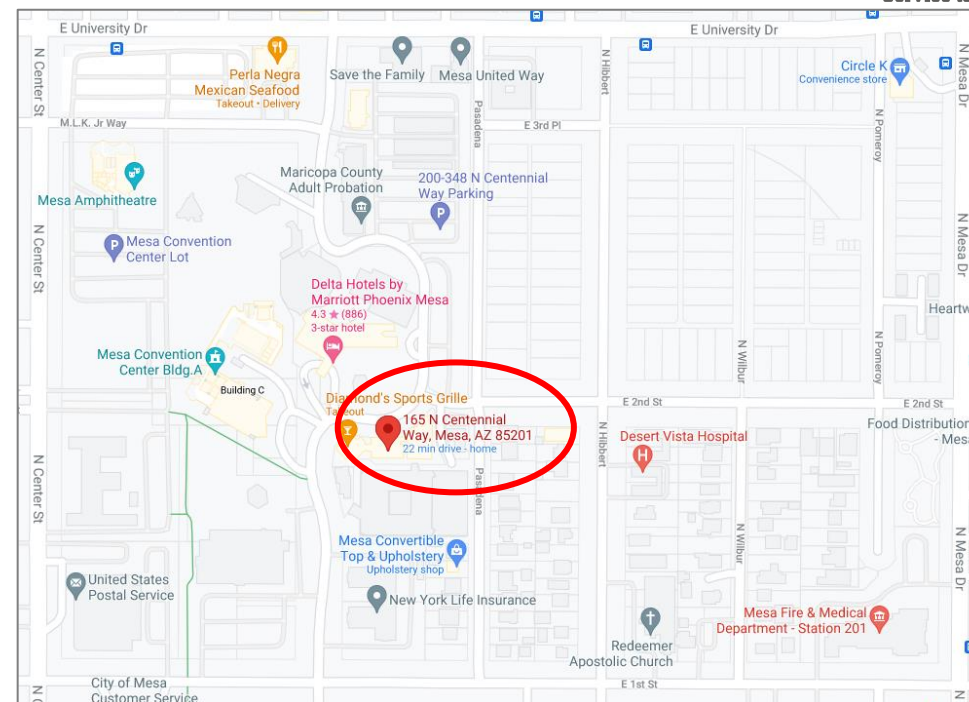 E University Dr
E University Dr
N Center St
Perla Negra
Mexican Seafood
Takeout • Delivery
Save the Family
Mesa United Way
N Hibbert
Circle K
Convenience store
N Mesa Dr
M.L.K. Jr Way
Pasadena
E 3rd Pl
N Pomeroy
Maricopa County
Adult Probation
200-348 N Centennial
Way Parking
Mesa Amphitheatre
N Center St
Mesa Convention
Center Lot
N Mesa Dr
Delta Hotels by
Marriott Phoenix Mesa
4.3 ★ (886)
3-star hotel
Heartw
Mesa Convention
Center Bldg.A
Building C
N Wilbur
N Pomeroy
Diamond's Sports Grille
Takeout
165 N Centennial
Way, Mesa, AZ 85201
22 min drive - home
E 2nd St
E 2nd St
Food Distribution
- Mesa
N Hibbert
Desert Vista Hospital
N Center St
Pasadena
Mesa Convertible
Top & Upholstery
Upholstery shop
N Wilbur
N Mesa Dr
United States
Postal Service
New York Life Insurance
Mesa Fire & Medical
Department - Station 201
Redeemer
Apostolic Church
City of Mesa
Customer Service
E 1st St